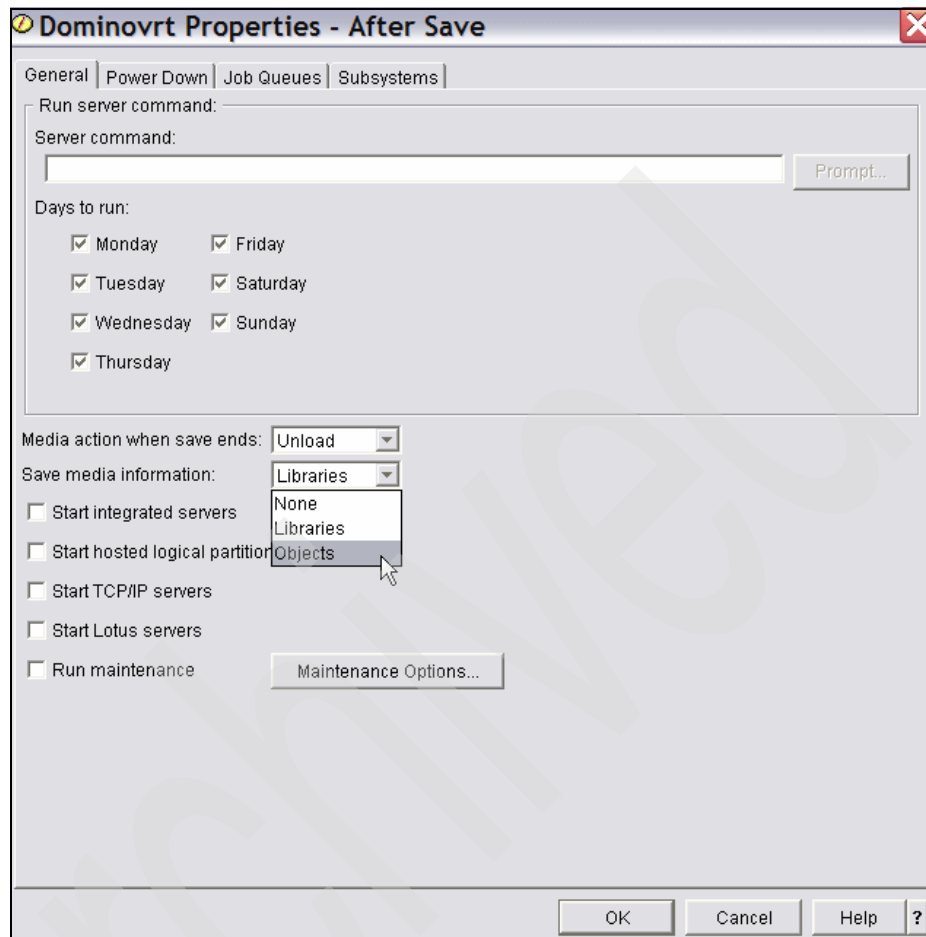 Dominovrt Properties - After Save
General Power Down Job Queues Subsystems
Run server command:
Server command:
Prompt...
Days to run:
Monday Friday
Tuesday Saturday
Wednesday Sunday
Thursday
Media action when save ends: Unload
Save media information: Libraries
None
Start integrated servers
Libraries
Start hosted logical partition Objects
Start TCP/IP servers
Start Lotus servers
Run maintenance Maintenance Options...
OK Cancel Help ?